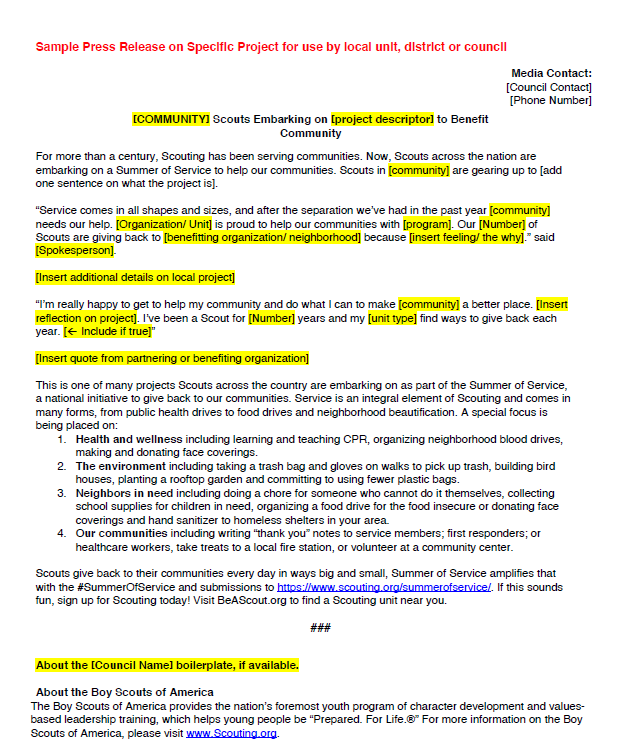 Sample Press Release on Specific Project for use by local unit, district or council
Media Contact:
[Council Contact]
[Phone Number]
[COMMUNITY] Scouts Embarking on [project descriptor] to Benefit
Community
For more than a century, Scouting has been serving communities. Now, Scouts across the nation are
embarking on a Summer of Service to help our communities. Scouts in [community] are gearing up to [add
one sentence on what the project is].
“Service comes in all shapes and sizes, and after the separation we’ve had in the past year [community]
needs our help. [Organization/ Unit] is proud to help our communities with [program]. Our [Number] of
Scouts are giving back to [benefitting organization/ neighborhood] because [insert feeling/ the why].” said
[Spokesperson].
[Insert additional details on local project]
“I’m really happy to get to help my community and do what I can to make [community] a better place. [Insert
reflection on project]. I’ve been a Scout for [Number] years and my [unit type] find ways to give back each
year. [← Include if true]”
[Insert quote from partnering or benefiting organization]
This is one of many projects Scouts across the country are embarking on as part of the Summer of Service,
a national initiative to give back to our communities. Service is an integral element of Scouting and comes in
many forms, from public health drives to food drives and neighborhood beautification. A special focus is
being placed on:
1. Health and wellness including learning and teaching CPR, organizing neighborhood blood drives,
making and donating face coverings.
2. The environment including taking a trash bag and gloves on walks to pick up trash, building bird
houses, planting a rooftop garden and committing to using fewer plastic bags.
3. Neighbors in need including doing a chore for someone who cannot do it themselves, collecting
school supplies for children in need, organizing a food drive for the food insecure or donating face
coverings and hand sanitizer to homeless shelters in your area.
4. Our communities including writing “thank you” notes to service members; first responders; or
healthcare workers, take treats to a local fire station, or volunteer at a community center.
Scouts give back to their communities every day in ways big and small, Summer of Service amplifies that
with the #SummerOfService and submissions to https://www.scouting.org/summerofservice/. If this sounds
fun, sign up for Scouting today! Visit BeAScout.org to find a Scouting unit near you.
###
About the [Council Name] boilerplate, if available.
About the Boy Scouts of America
The Boy Scouts of America provides the nation’s foremost youth program of character development and values-
based leadership training, which helps young people be “Prepared. For Life.®” For more information on the Boy
Scouts of America, please visit www.Scouting.org.